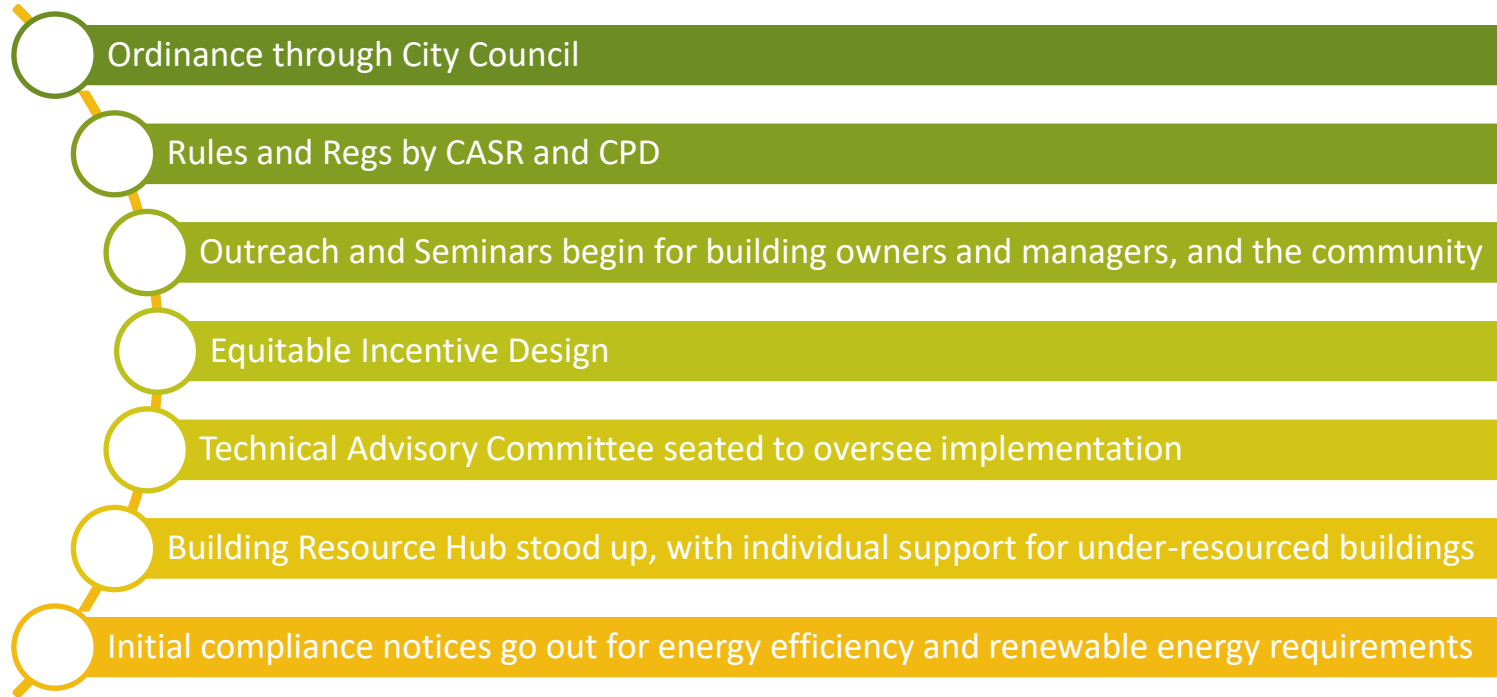 Ordinance through City Council
Rules and Regs by CASR and CPD
Outreach and Seminars begin for building owners and managers, and the community
Equitable Incentive Design
Technical Advisory Committee seated to oversee implementation
Building Resource Hub stood up, with individual support for under-resourced buildings
Initial compliance notices go out for energy efficiency and renewable energy requirements